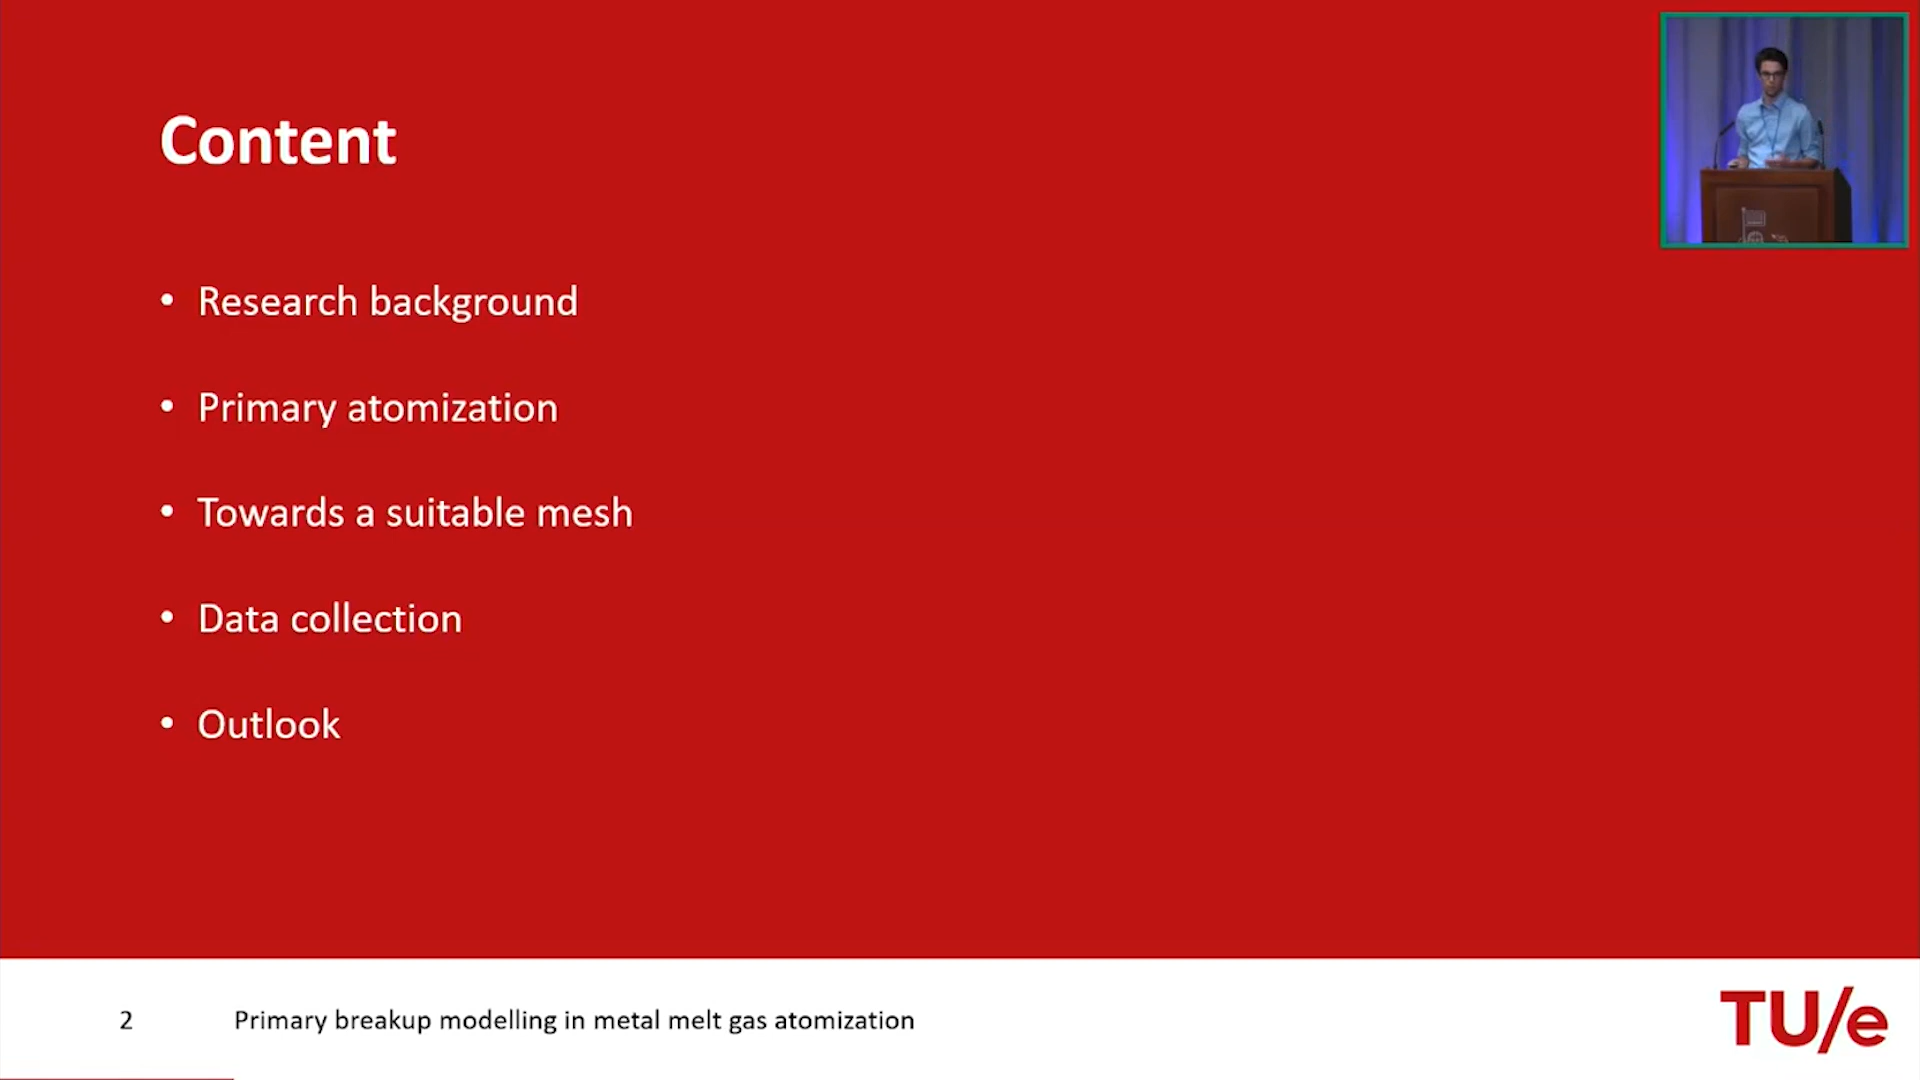 Content
• Research background
• Primary atomization
• Towards a suitable mesh
• Data collection
• Outlook
2 Primary breakup modelling in metal melt gas atomization
TU/e